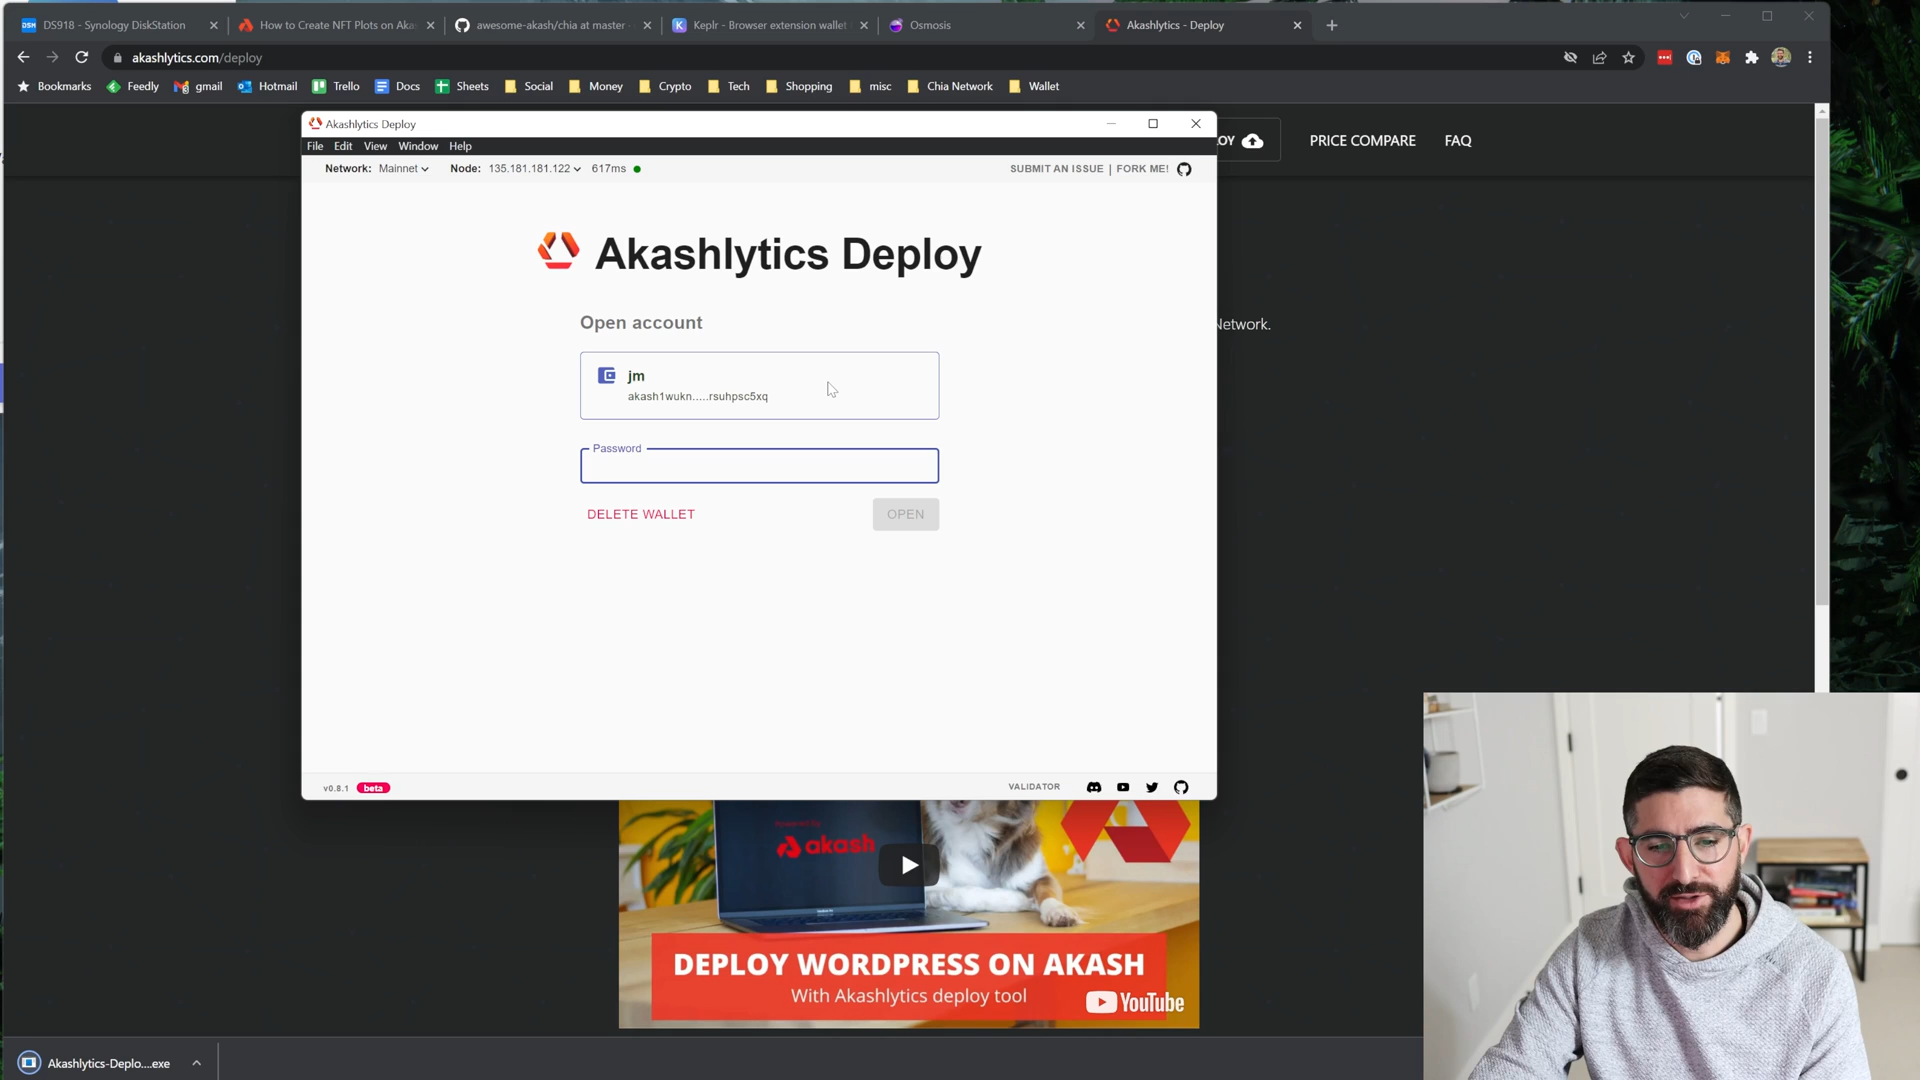 DSM DS918 - Synology DiskStation
How to Create NFT Plots on Aka
awesome-akash/chia at master
Keplr - Browser extension wallet
Osmosis
Akashlytics - Deploy
akashlytics.com/deploy
Bookmarks Feedly gmail Hotmail Trello Docs Sheets Social Money Crypto Tech Shopping misc Chia Network Wallet
Akashlytics Deploy
OY PRICE COMPARE FAQ
File Edit View Window Help
Network: Mainnet Node: 135.181.181.122 617ms SUBMIT AN ISSUE | FORK ME!
Akashlytics Deploy
Open account
Network.
jm
akash1wukn.....rsuhpsc5xq
Password
DELETE WALLET OPEN
v0.8.1 beta VALIDATOR
akash
DEPLOY WORDPRESS ON AKASH
With Akashlytics deploy tool
YouTube
Akashlytics-Deplo....exe